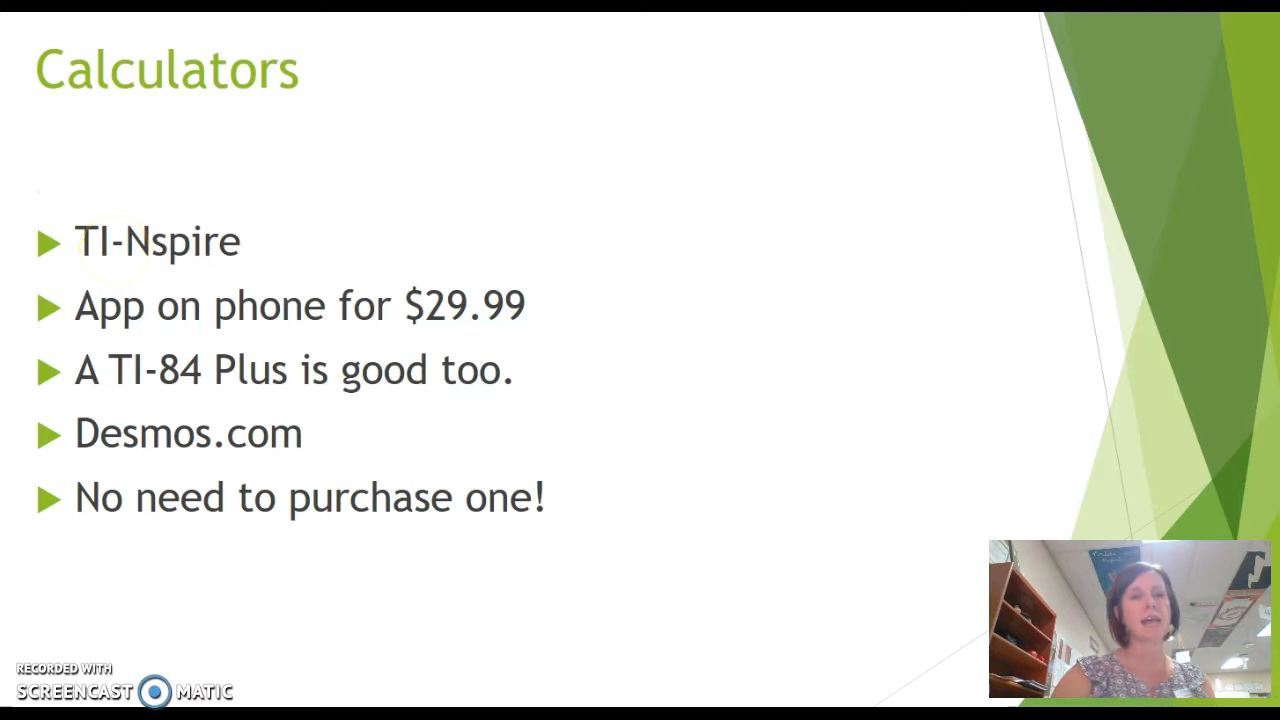 Calculators
TI-Nspire
App on phone for $29.99
A TI-84 Plus is good too.
Desmos.com
No need to purchase one!
RECORDED WITH
SCREENCAST MATIC